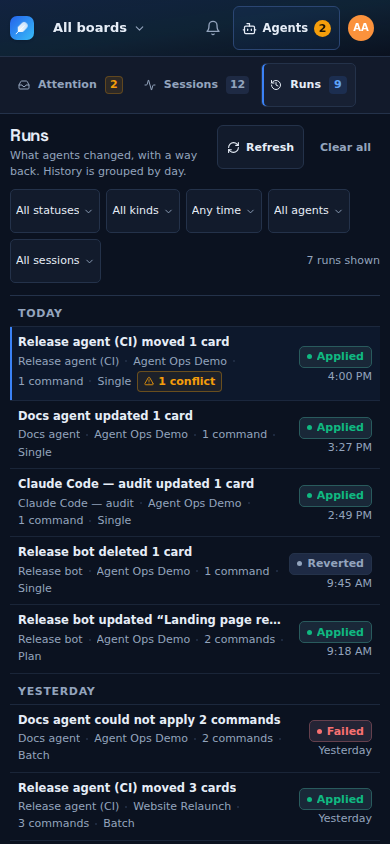 All boards
Agents 2
AA
Attention 2
Sessions 12
Runs 9
Runs
What agents changed, with a way
back. History is grouped by day.
Refresh
Clear all
All statuses
All kinds
Any time
All agents
All sessions
7 runs shown
TODAY
Release agent (CI) moved 1 card
Release agent (CI) · Agent Ops Demo ·
1 command · Single
1 conflict
Applied
4:00 PM
Docs agent updated 1 card
Docs agent · Agent Ops Demo · 1 command ·
Single
Applied
3:27 PM
Claude Code — audit updated 1 card
Claude Code — audit · Agent Ops Demo ·
1 command · Single
Applied
2:49 PM
Release bot deleted 1 card
Release bot · Agent Ops Demo · 1 command ·
Single
Reverted
9:45 AM
Release bot updated “Landing page re…
Release bot · Agent Ops Demo · 2 commands ·
Plan
Applied
9:18 AM
YESTERDAY
Docs agent could not apply 2 commands
Docs agent · Agent Ops Demo · 2 commands ·
Batch
Failed
Yesterday
Release agent (CI) moved 3 cards
Release agent (CI) · Website Relaunch ·
3 commands · Batch
Applied
Yesterday